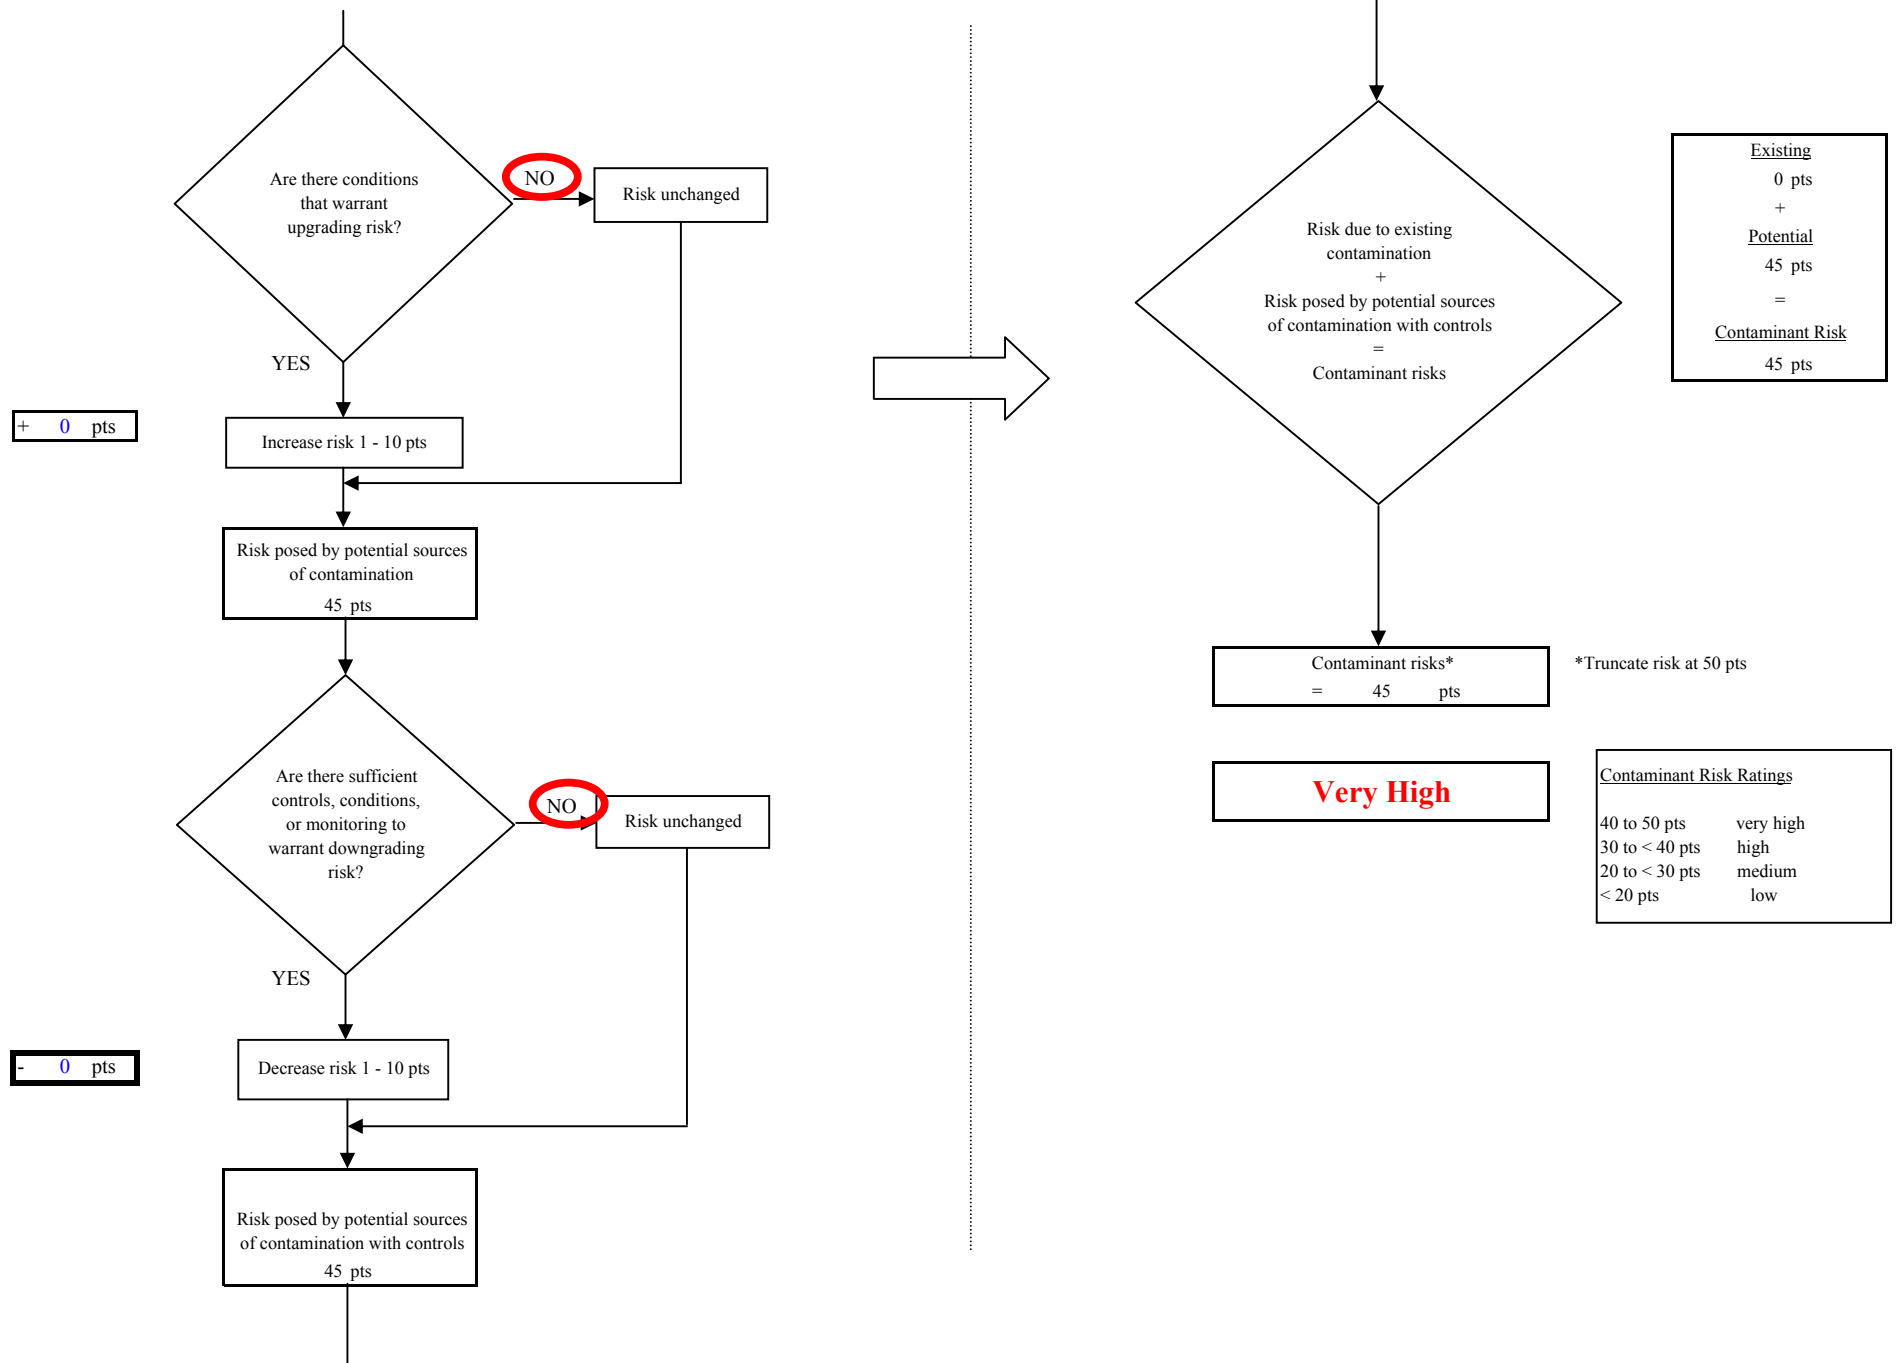 Are there conditions
that warrant
upgrading risk?
NO
Risk unchanged
YES
+ 0 pts
Increase risk 1 - 10 pts
Risk posed by potential sources
of contamination
45 pts
Are there sufficient
controls, conditions,
or monitoring to
warrant downgrading
risk?
NO
Risk unchanged
YES
- 0 pts
Decrease risk 1 - 10 pts
Risk posed by potential sources
of contamination with controls
45 pts
Risk due to existing
contamination
+
Risk posed by potential sources
of contamination with controls
=
Contaminant risks
Existing
0 pts
+
Potential
45 pts
=
Contaminant Risk
45 pts
Contaminant risks*
= 45 pts
*Truncate risk at 50 pts
Very High
Contaminant Risk Ratings
40 to 50 pts very high
30 to < 40 pts high
20 to < 30 pts medium
< 20 pts low